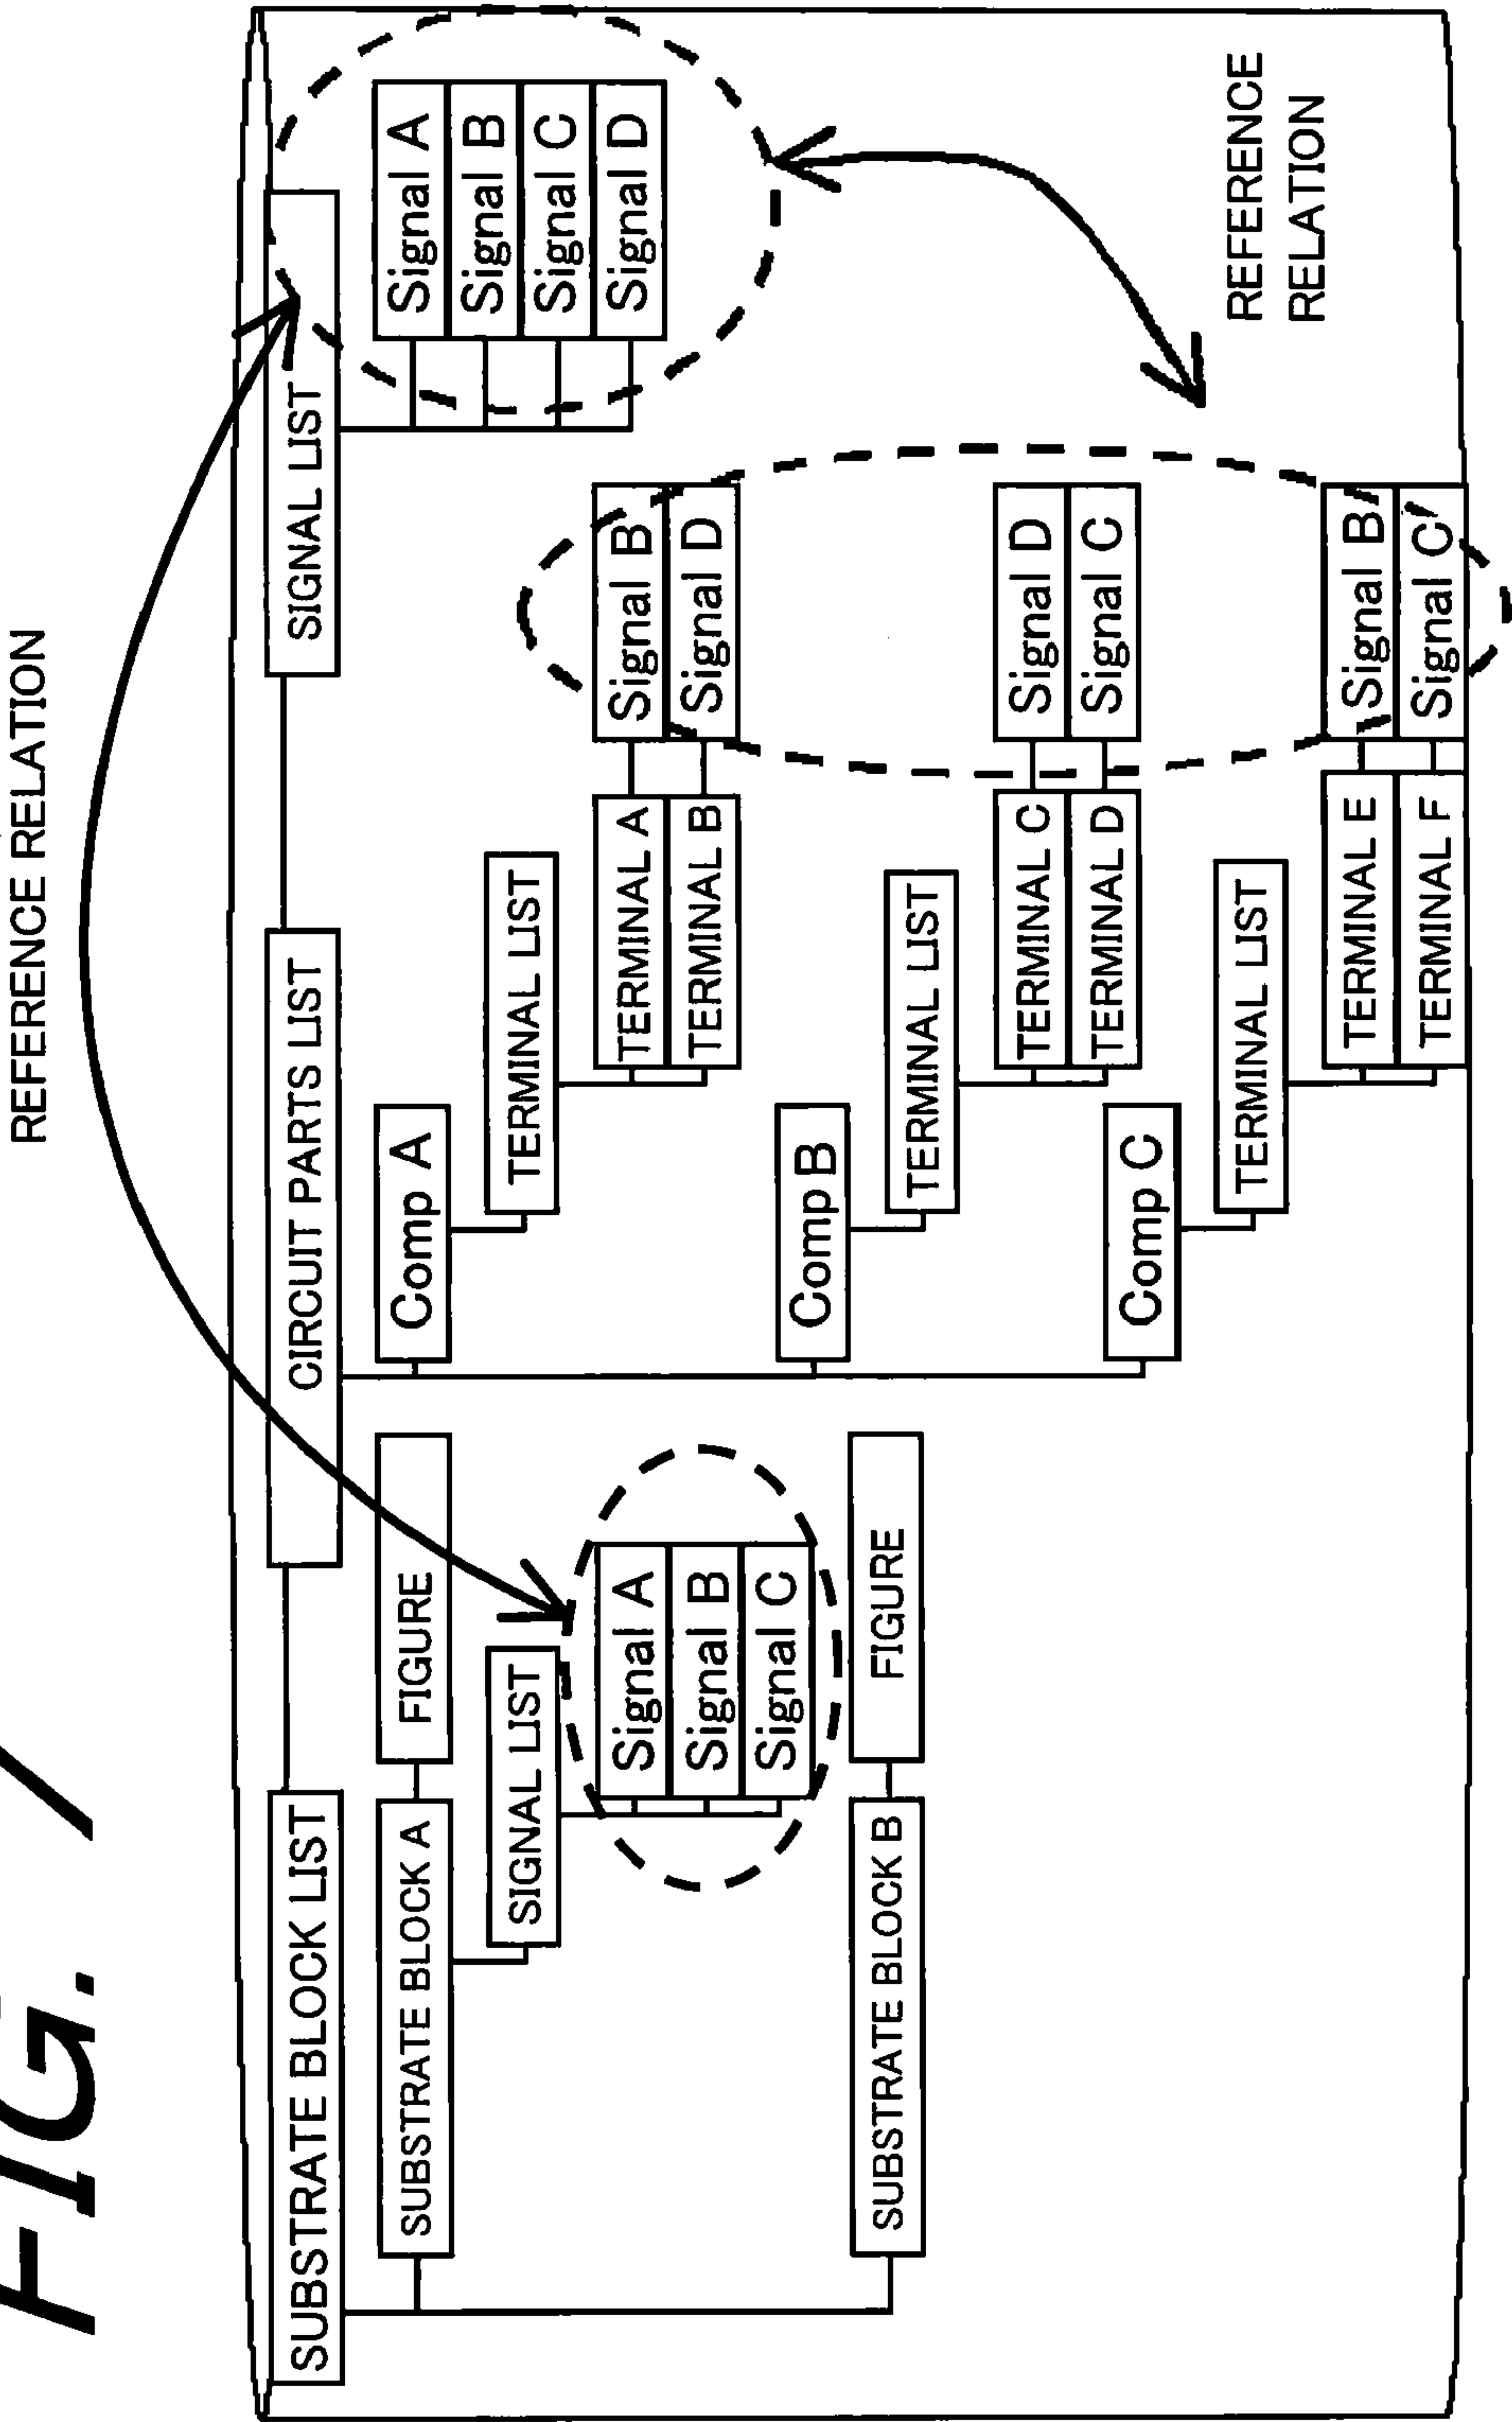 FIG. 7
REFERENCE RELATION
SUBSTRATE BLOCK LIST
CIRCUIT PARTS LIST
SIGNAL LIST
SUBSTRATE BLOCK A
FIGURE
SIGNAL LIST
Signal A
Signal B
Signal C
SUBSTRATE BLOCK B
FIGURE
Comp A
TERMINAL LIST
TERMINAL A
Signal B
TERMINAL B
Signal D
Comp B
TERMINAL LIST
TERMINAL C
Signal D
TERMINAL D
Signal C
Comp C
TERMINAL LIST
TERMINAL E
Signal B
TERMINAL F
Signal C
Signal A
Signal B
Signal C
Signal D
REFERENCE
RELATION